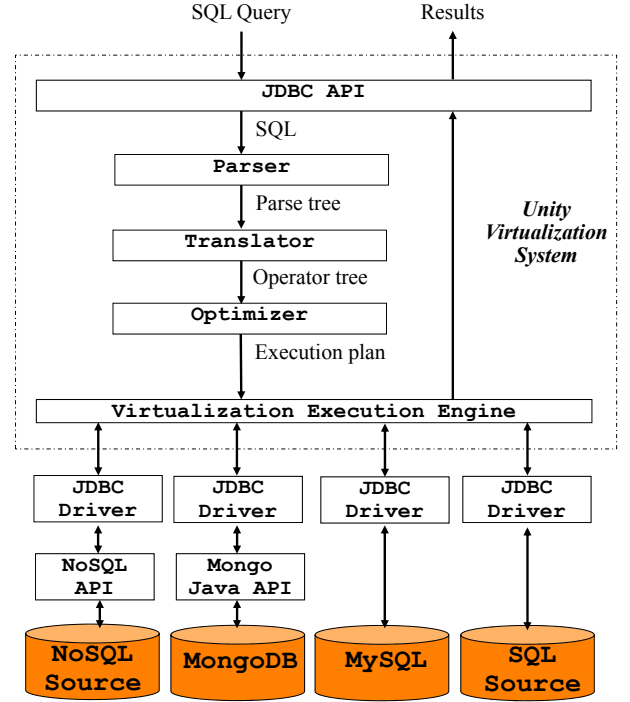 SQL Query
Results
JDBC API
SQL
Parser
Parse tree
Translator
Operator tree
Optimizer
Execution plan
Unity
Virtualization
System
Virtualization Execution Engine
JDBC
Driver
JDBC
Driver
JDBC
Driver
JDBC
Driver
NoSQL
API
Mongo
Java API
NoSQL
Source
MongoDB
MySQL
SQL
Source